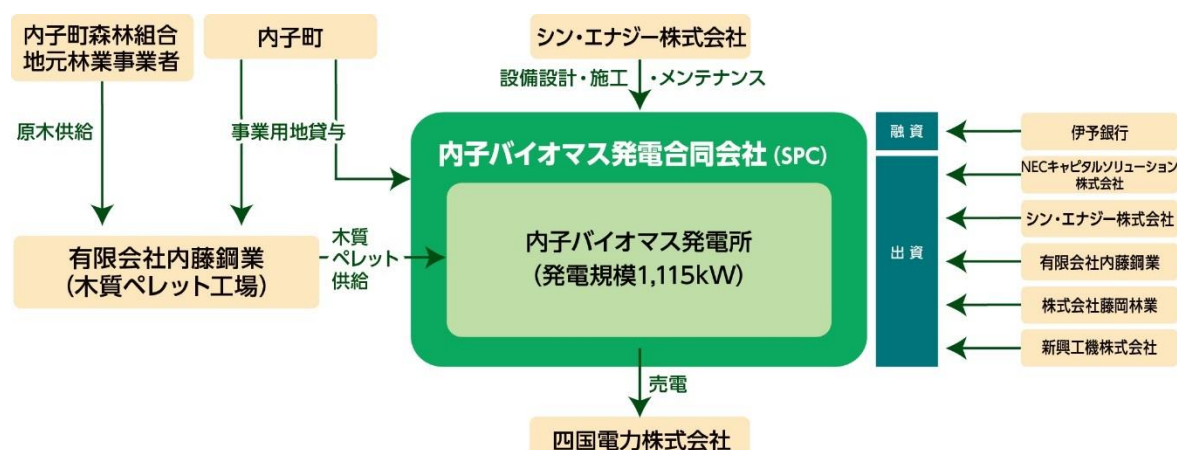 内子町森林組合
地元林業事業者
内子町
シン・エナジー株式会社
設備設計・施工・メンテナンス
原木供給
事業用地貸与
内子バイオマス発電合同会社(SPC)
内子バイオマス発電所
(発電規模1,115kW)
有限会社内藤鋼業
(木質ペレット工場)
木質
ペレット
供給
融資
伊予銀行
出資
NECキャピタルソリューション
株式会社
シン・エナジー株式会社
有限会社内藤鋼業
株式会社藤岡林業
新興工機株式会社
売電
四国電力株式会社